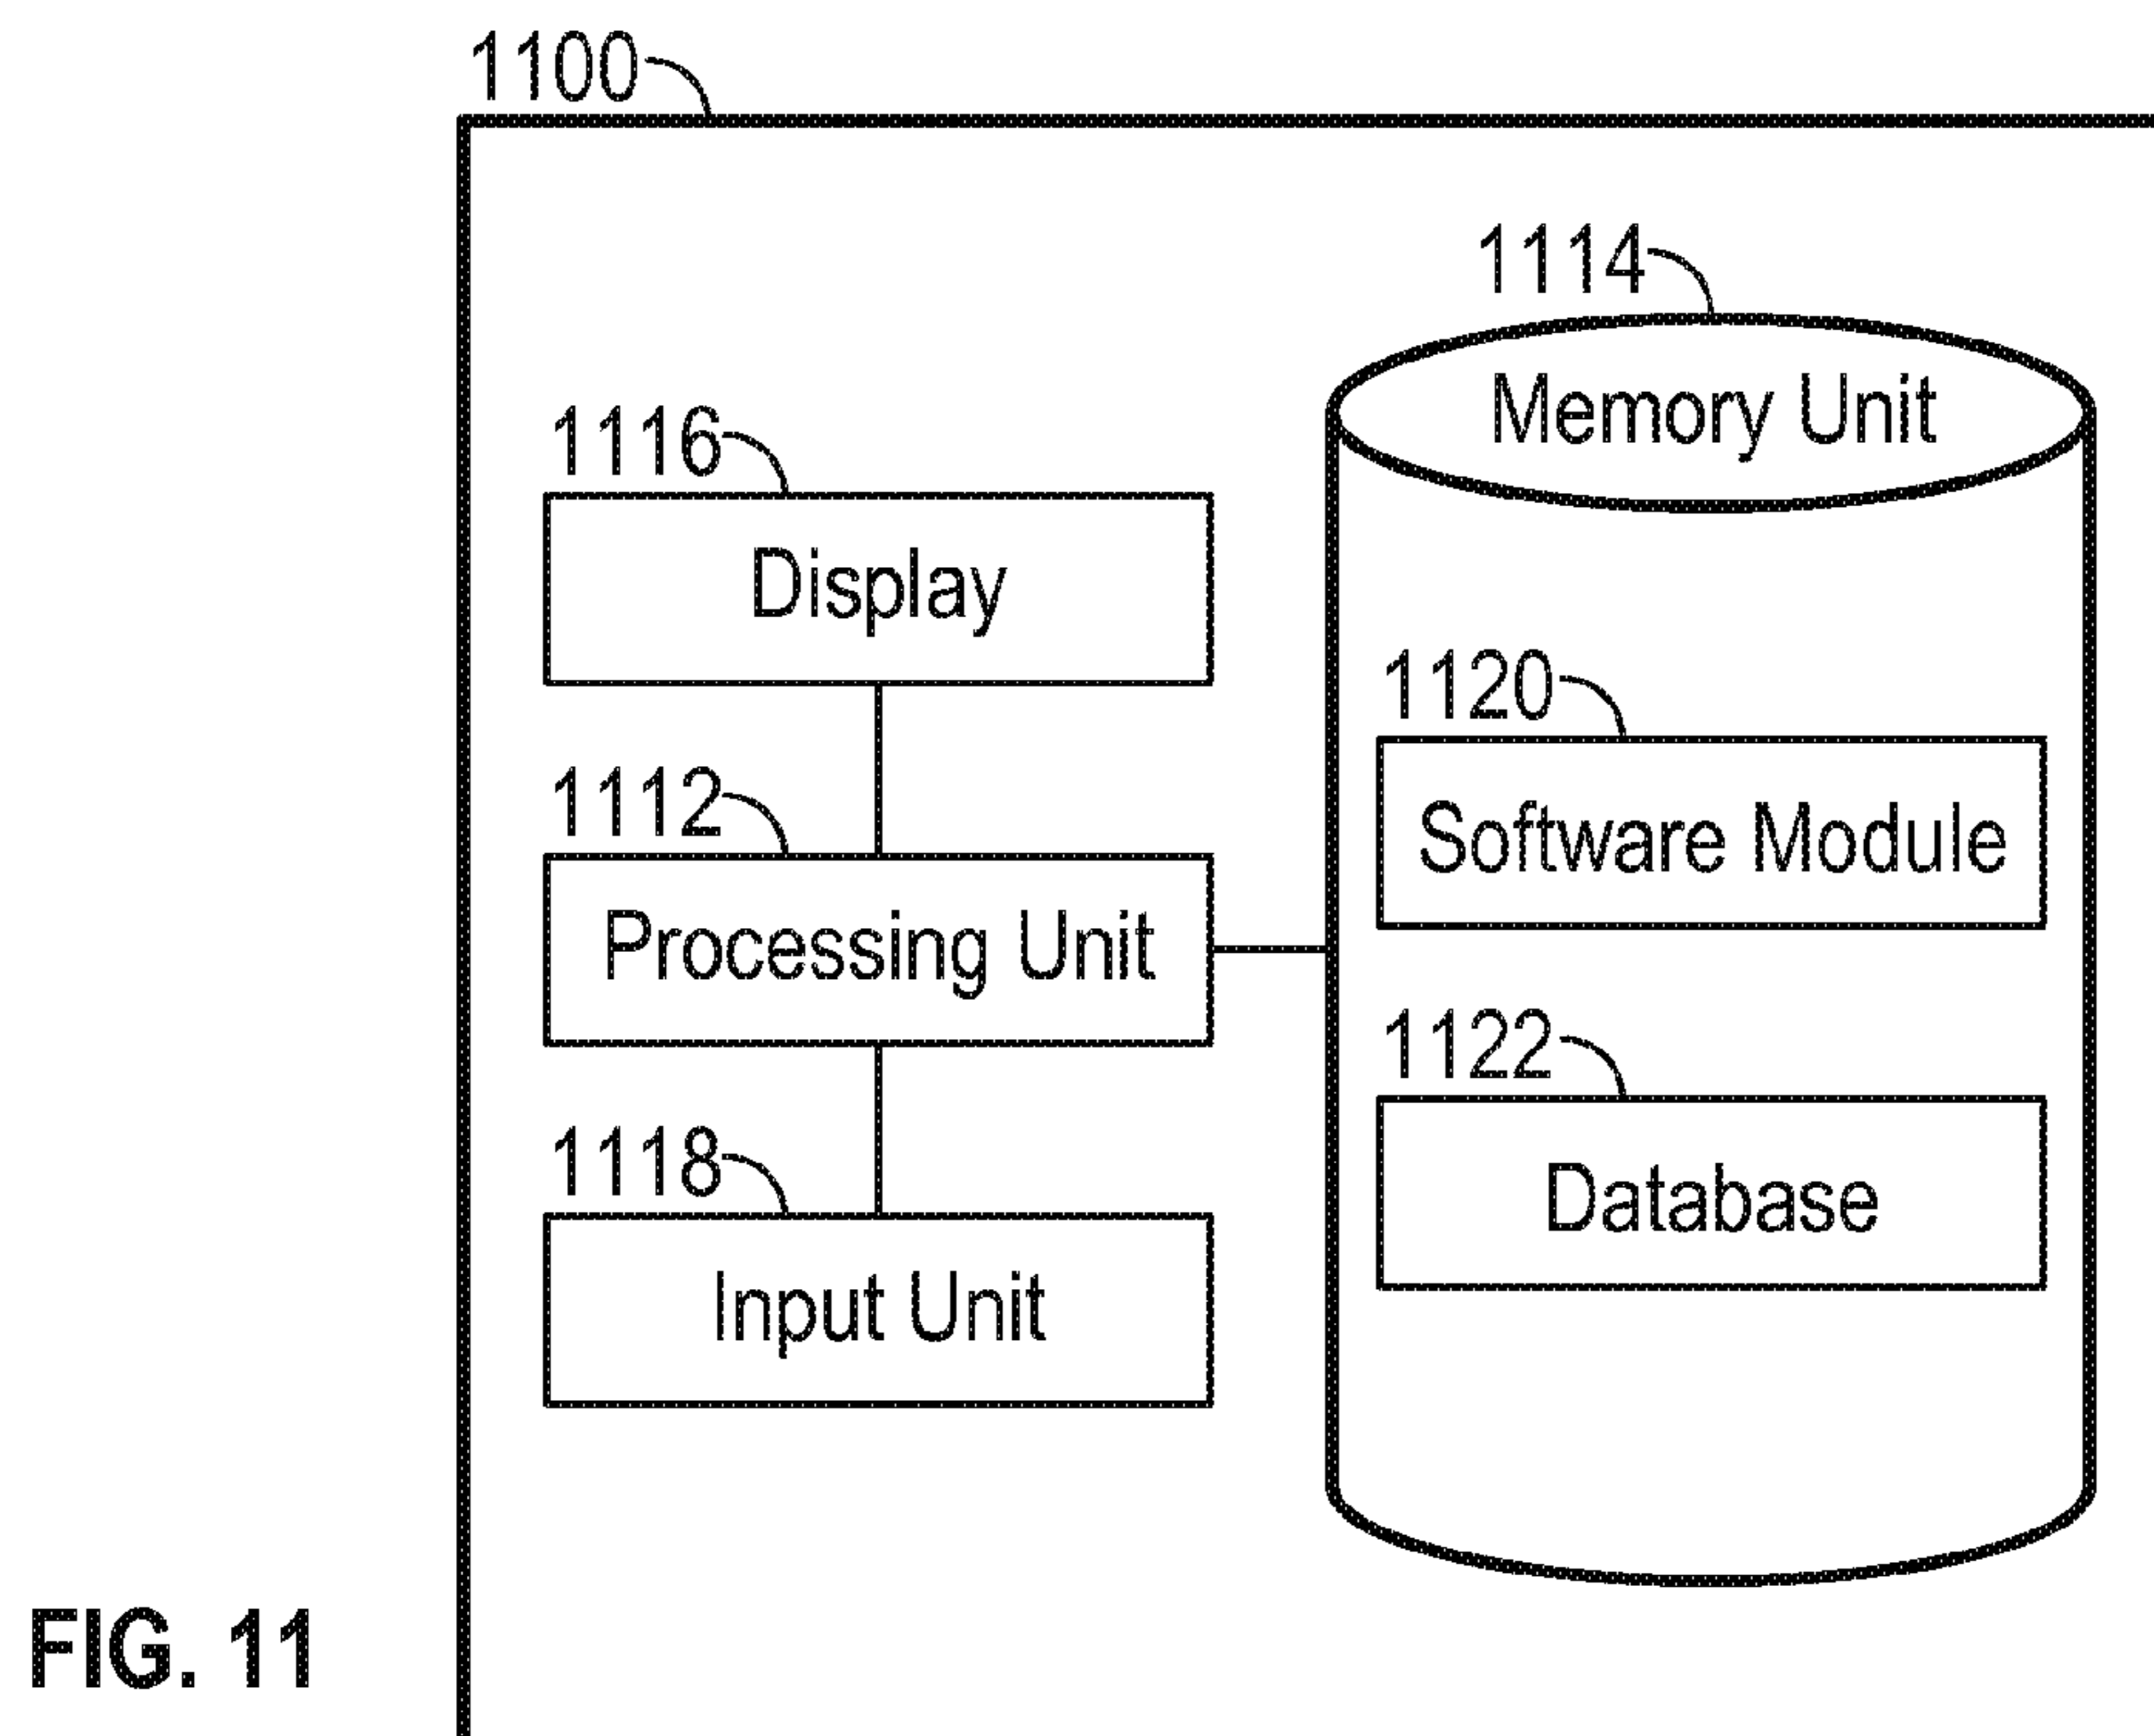 1100
1114
Memory Unit
1116
Display
1120
Software Module
1112
Processing Unit
1122
Database
1118
Input Unit
FIG. 11